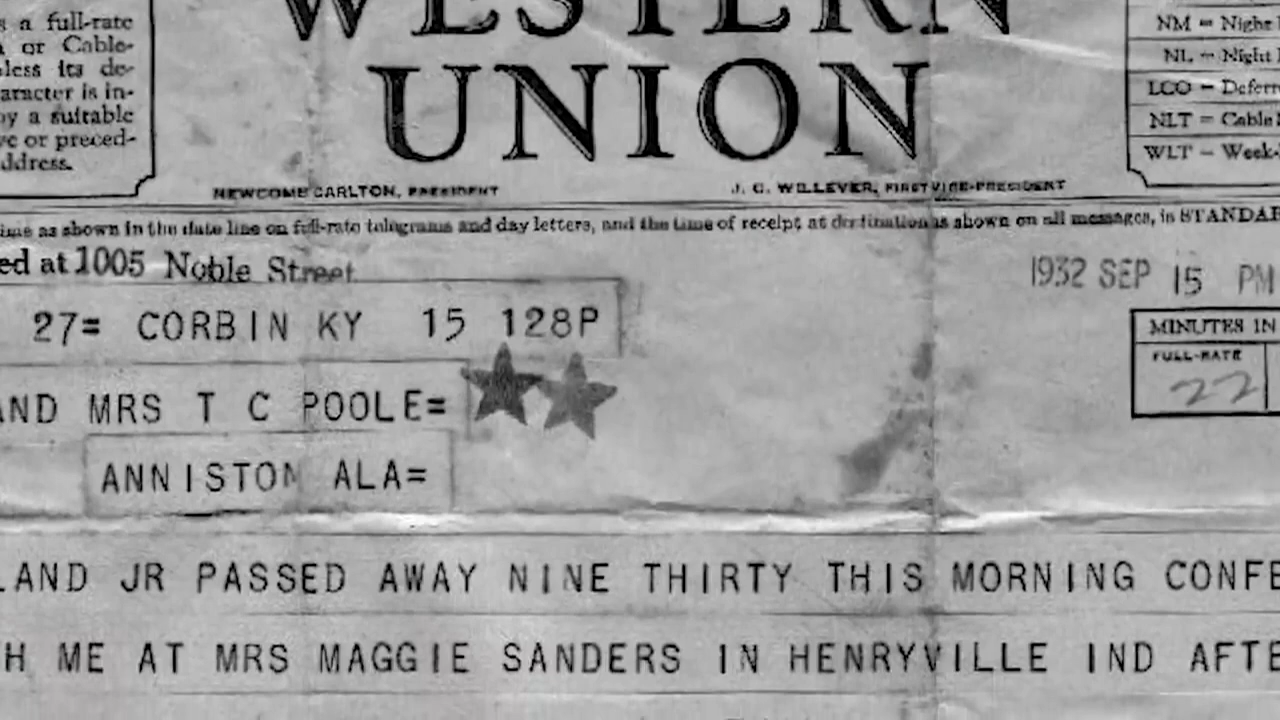 s a full-rate
or Cable-
less its de-
aracter is in-
by a suitable
ve or preced-
ddress.
WESTERN
UNION
NEWCOMB CARLTON, PRESIDENT
J. C. WILLEVER, FIRST VICE-PRESIDENT
NM = Night
NL = Night
LCO = Deferre
NLT = Cable
WLT = Week-
ime as shown in the date line on full-rate telegrams and day letters, and the time of receipt at destination as shown on all messages, is STANDAR
ed at 1005 Noble Street
1932 SEP 15 PM
27= CORBIN KY 15 128P
MINUTES IN
FULL-RATE
22
AND MRS T C POOLE=
ANNISTON ALA=
LAND JR PASSED AWAY NINE THIRTY THIS MORNING CONFE
H ME AT MRS MAGGIE SANDERS IN HENRYVILLE IND AFTE